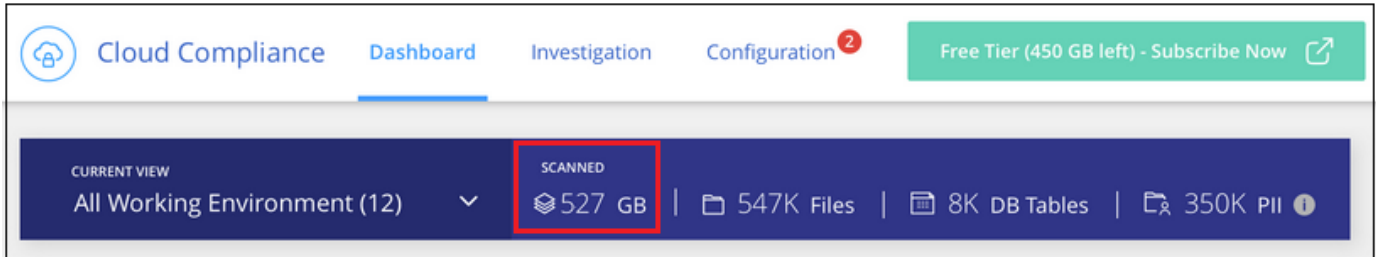 Cloud Compliance Dashboard Investigation Configuration 2 Free Tier (450 GB left) - Subscribe Now
CURRENT VIEW SCANNED
All Working Environment (12) 527 GB | 547K Files | 8K DB Tables | 350K PII i